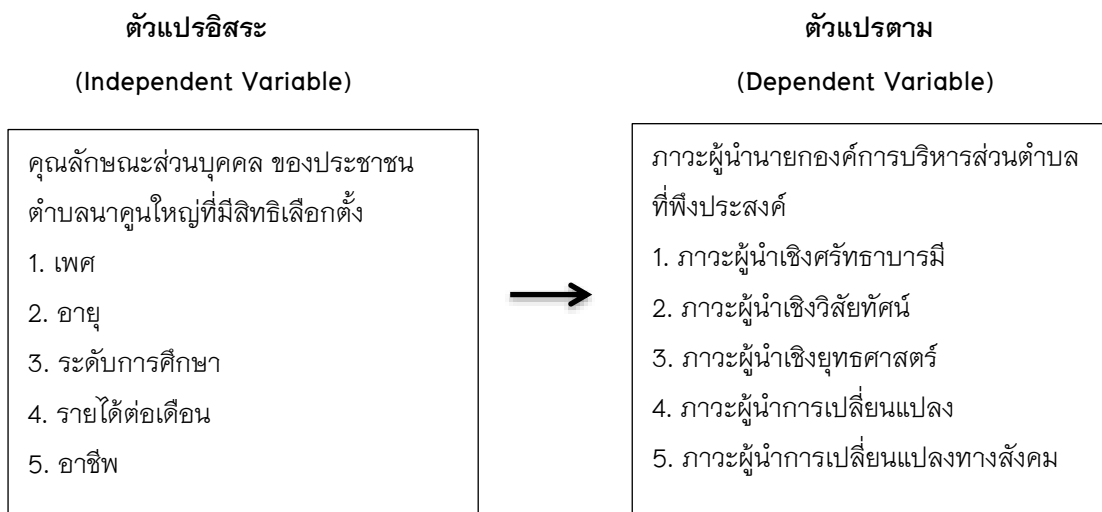 ตัวแปรอิสระ
(Independent Variable)
คุณลักษณะส่วนบุคคล ของประชาชน
ตำบลนาคูนใหญ่ที่มีสิทธิเลือกตั้ง
1. เพศ
2. อายุ
3. ระดับการศึกษา
4. รายได้ต่อเดือน
5. อาชีพ
ตัวแปรตาม
(Dependent Variable)
ภาวะผู้นำนายกองค์การบริหารส่วนตำบล
ที่พึงประสงค์
1. ภาวะผู้นำเชิงศรัทธาบารมี
2. ภาวะผู้นำเชิงวิสัยทัศน์
3. ภาวะผู้นำเชิงยุทธศาสตร์
4. ภาวะผู้นำการเปลี่ยนแปลง
5. ภาวะผู้นำการเปลี่ยนแปลงทางสังคม